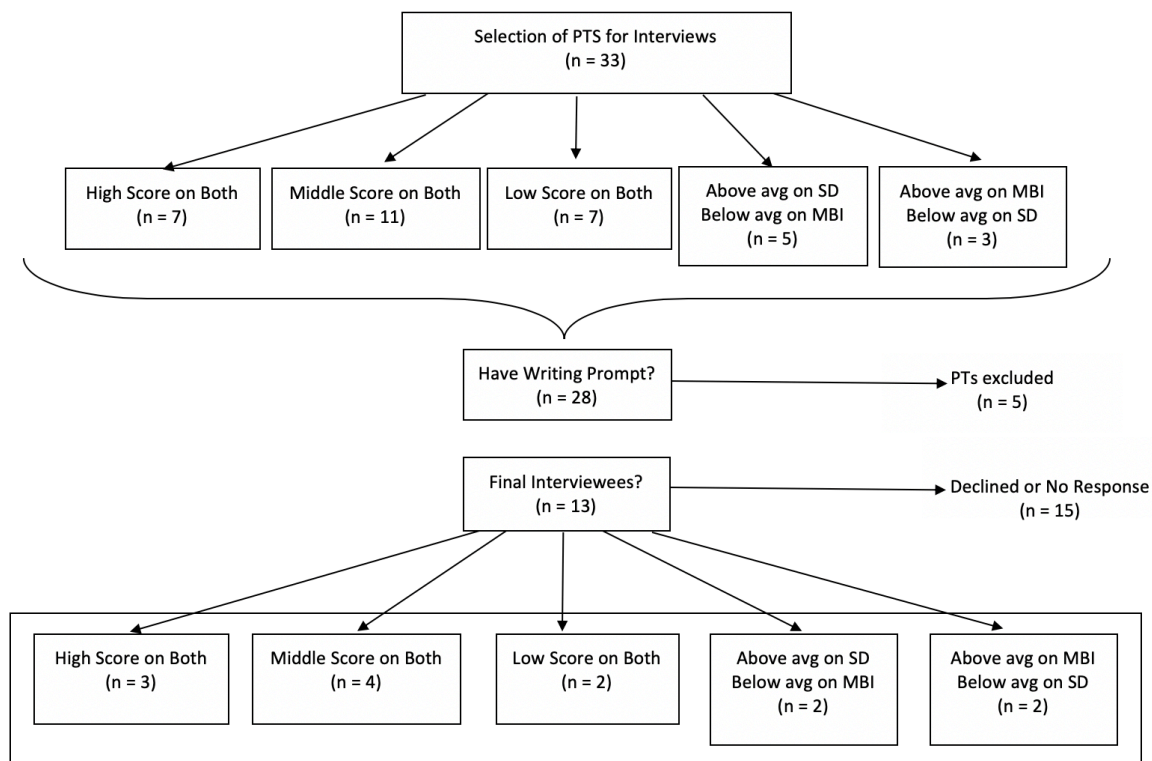 Selection of PTS for Interviews
(n = 33)
High Score on Both
(n = 7)
Middle Score on Both
(n = 11)
Low Score on Both
(n = 7)
Above avg on SD
Below avg on MBI
(n = 5)
Above avg on MBI
Below avg on SD
(n = 3)
Have Writing Prompt?
(n = 28)
PTs excluded
(n = 5)
Final Interviewees?
(n = 13)
Declined or No Response
(n = 15)
High Score on Both
(n = 3)
Middle Score on Both
(n = 4)
Low Score on Both
(n = 2)
Above avg on SD
Below avg on MBI
(n = 2)
Above avg on MBI
Below avg on SD
(n = 2)